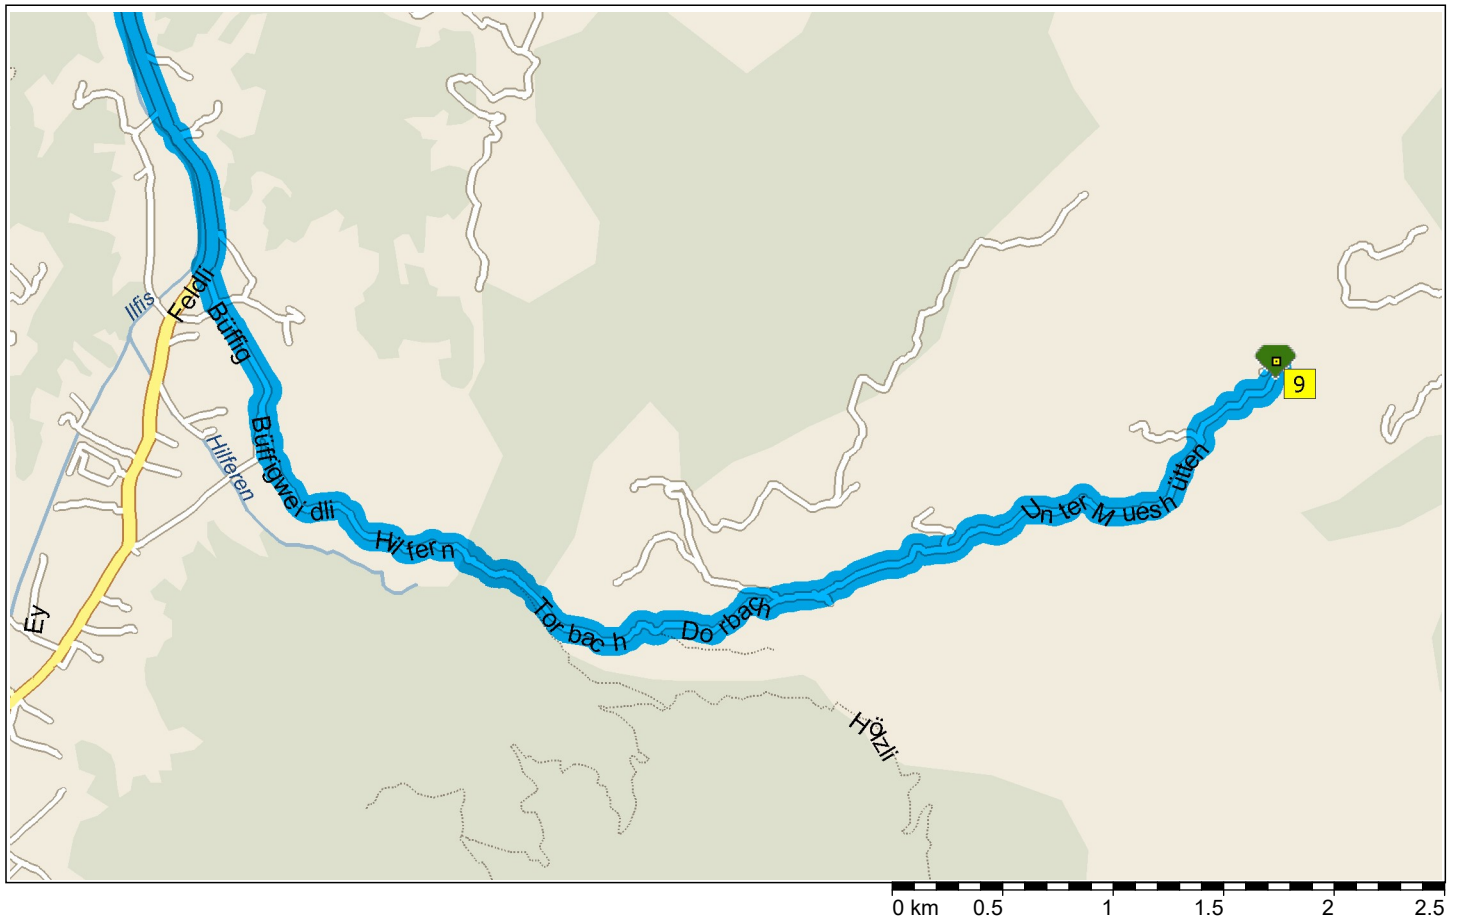 Feldli
Ilfis
Büffig
9
Büffigweidli
Hilferen
Unter Mueshütten
Hilfern
Torbach
Dorbach
Ey
Hölzli
0 km 0.5 1 1.5 2 2.5